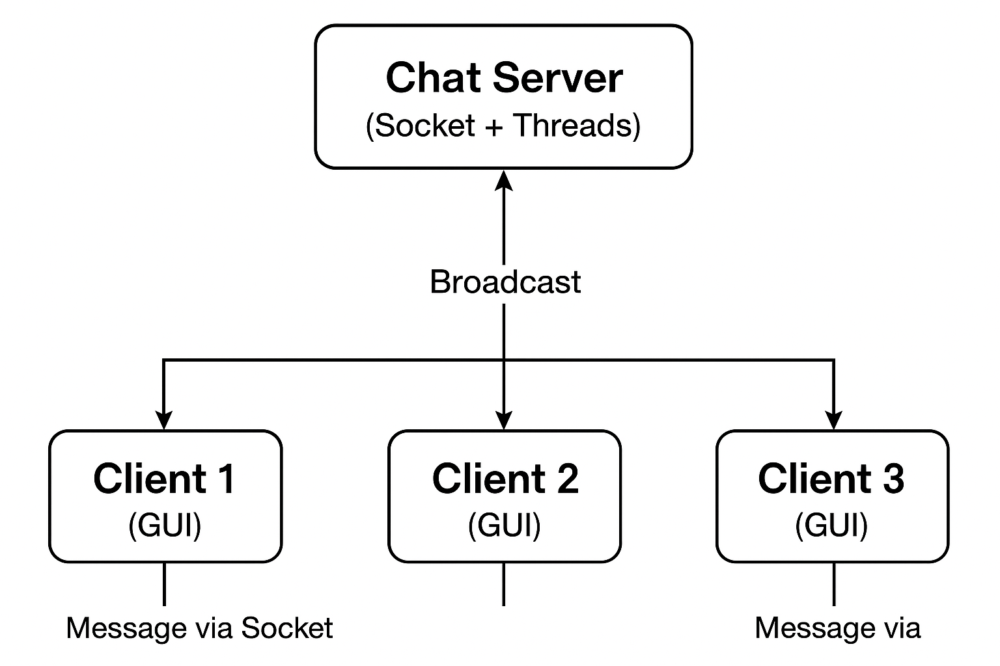 Chat Server
(Socket + Threads)
Broadcast
Client 1
(GUI)
Client 2
(GUI)
Client 3
(GUI)
Message via Socket
Message via